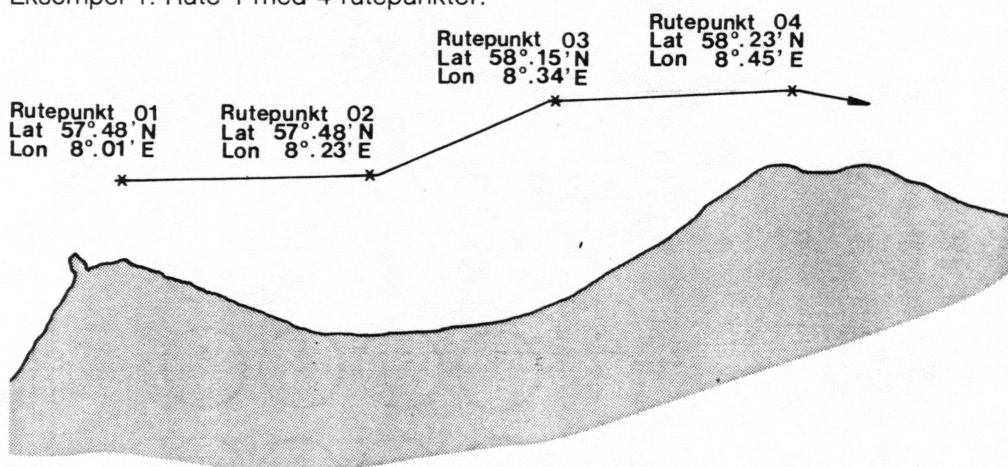 Eksempel 1: Rute 4 med 4 rutepunkter.
Rutepunkt 03
Lat 58°.15'N
Lon 8°.34'E
Rutepunkt 04
Lat 58°.23'N
Lon 8°.45'E
Rutepunkt 01
Lat 57°.48'N
Lon 8°.01'E
Rutepunkt 02
Lat 57°.48'N
Lon 8°.23'E